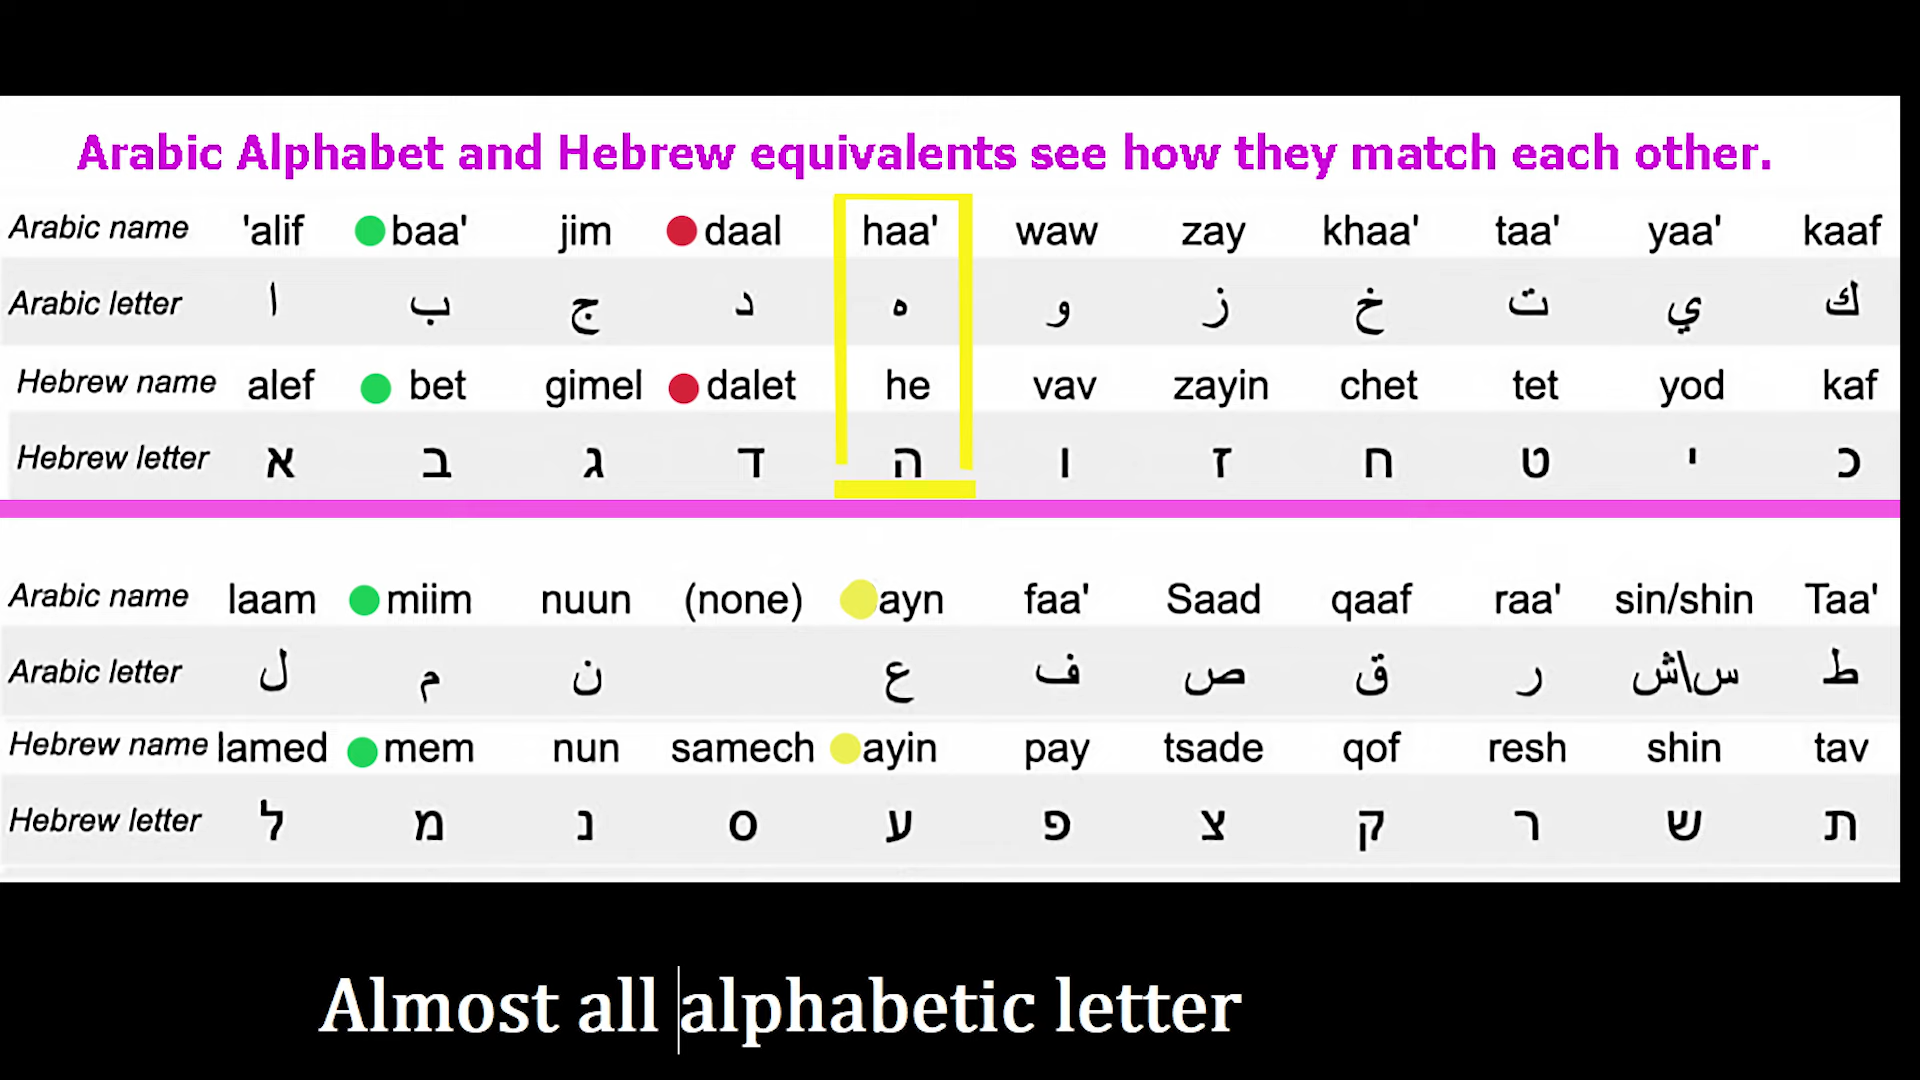 Arabic Alphabet and Hebrew equivalents see how they match each other.
Arabic name 'alif baa' jim daal haa' waw zay khaa' taa' yaa' kaaf
Arabic letter ا ب ج د ه و ز خ ت ي ك
Hebrew name alef bet gimel dalet he vav zayin chet tet yod kaf
Hebrew letter א ב ג ד ה ו ז ח ט י כ
Arabic name laam miim nuun (none) ayn faa' Saad qaaf raa' sin/shin Taa'
Arabic letter ل م ن ع ف ص ق ر س\ش ط
Hebrew name lamed mem nun samech ayin pay tsade qof resh shin tav
Hebrew letter ל מ נ ס ע פ צ ק ר ש ת
Almost all alphabetic letter